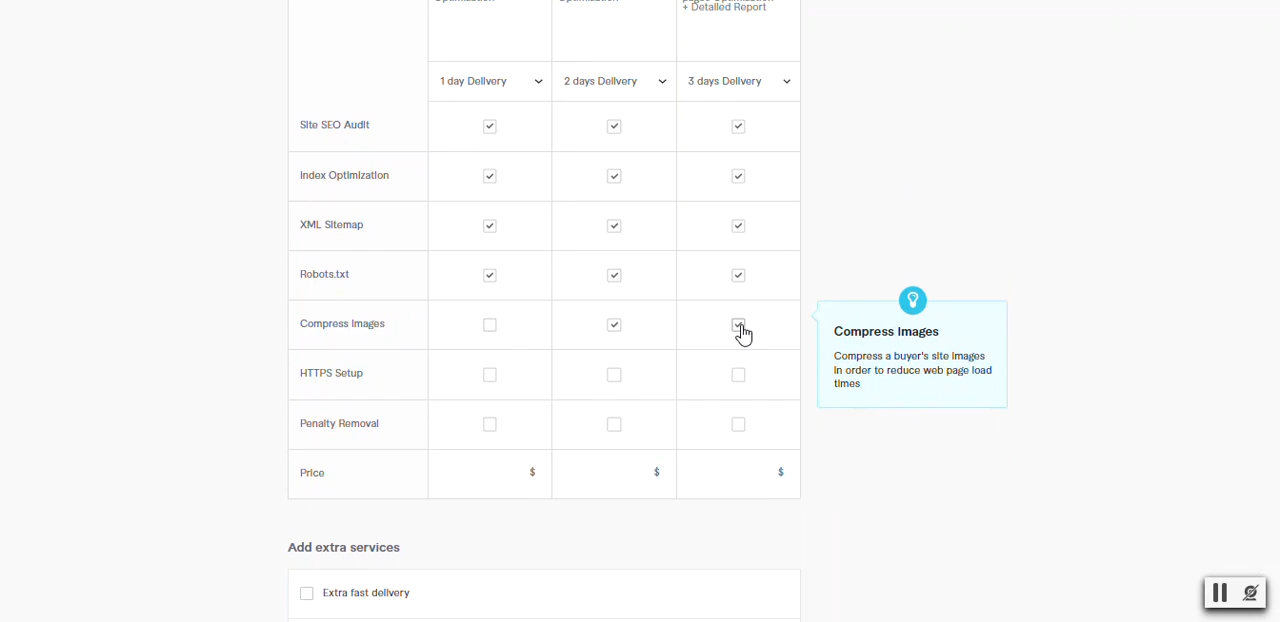 + Detailed Report
1 day Delivery
2 days Delivery
3 days Delivery
Site SEO Audit
Index Optimization
XML Sitemap
Robots.txt
Compress Images
HTTPS Setup
Penalty Removal
Price $ $ $
Compress Images
Compress a buyer's site images
in order to reduce web page load
times
Add extra services
Extra fast delivery